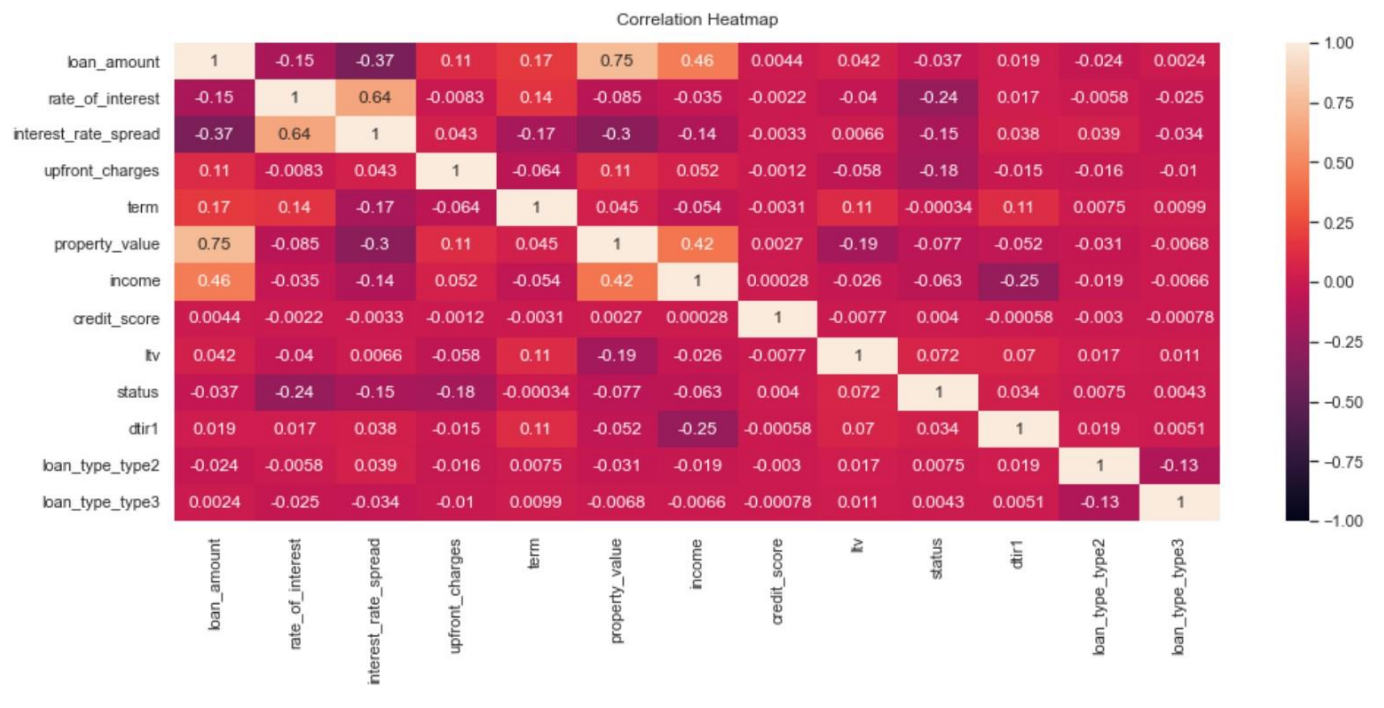 Correlation Heatmap
loan_amount 1 -0.15 -0.37 0.11 0.17 0.75 0.46 0.0044 0.042 -0.037 0.019 -0.024 0.0024 1.00
rate_of_interest -0.15 1 0.64 -0.0083 0.14 -0.085 -0.035 -0.0022 -0.04 -0.24 0.017 -0.0058 -0.025 0.75
interest_rate_spread -0.37 0.64 1 0.043 -0.17 -0.3 -0.14 -0.0033 0.0066 -0.15 0.038 0.039 -0.034 0.50
upfront_charges 0.11 -0.0083 0.043 1 -0.064 0.11 0.052 -0.0012 -0.058 -0.18 -0.015 -0.016 -0.01
term 0.17 0.14 -0.17 -0.064 1 0.045 -0.054 -0.0031 0.11 -0.00034 0.11 0.0075 0.0099 0.25
property_value 0.75 -0.085 -0.3 0.11 0.045 1 0.42 0.0027 -0.19 -0.077 -0.052 -0.031 -0.0068
income 0.46 -0.035 -0.14 0.052 -0.054 0.42 1 0.00028 -0.026 -0.063 -0.25 -0.019 -0.0066 0.00
credit_score 0.0044 -0.0022 -0.0033 -0.0012 -0.0031 0.0027 0.00028 1 -0.0077 0.004 -0.00058 -0.003 -0.00078
ltv 0.042 -0.04 0.0066 -0.058 0.11 -0.19 -0.026 -0.0077 1 0.072 0.07 0.017 0.011 −0.25
status -0.037 -0.24 -0.15 -0.18 -0.00034 -0.077 -0.063 0.004 0.072 1 0.034 0.0075 0.0043 −0.50
dtir1 0.019 0.017 0.038 -0.015 0.11 -0.052 -0.25 -0.00058 0.07 0.034 1 0.019 0.0051
loan_type_type2 -0.024 -0.0058 0.039 -0.016 0.0075 -0.031 -0.019 -0.003 0.017 0.0075 0.019 1 -0.13 −0.75
loan_type_type3 0.0024 -0.025 -0.034 -0.01 0.0099 -0.0068 -0.0066 -0.00078 0.011 0.0043 0.0051 -0.13 1 −1.00
loan_amount
rate_of_interest
interest_rate_spread
upfront_charges
term
property_value
income
credit_score
ltv
status
dtir1
loan_type_type2
loan_type_type3